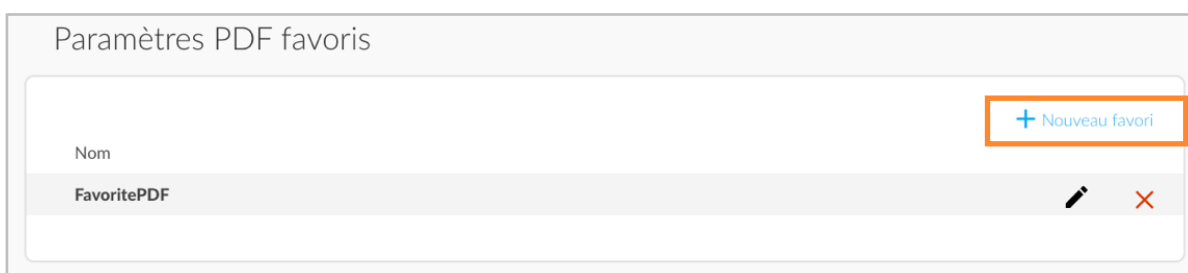 Paramètres PDF favoris
+ Nouveau favori
Nom
FavoritePDF